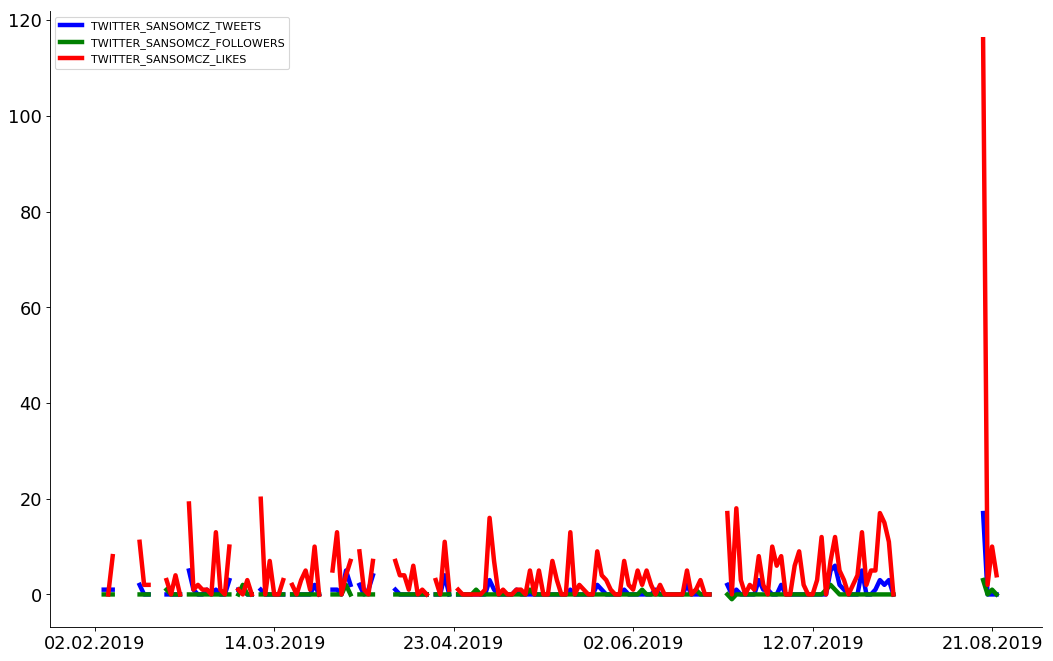 120
TWITTER_SANSOMCZ_TWEETS
TWITTER_SANSOMCZ_FOLLOWERS
TWITTER_SANSOMCZ_LIKES
100
80
60
40
20
0
02.02.2019 14.03.2019 23.04.2019 02.06.2019 12.07.2019 21.08.2019